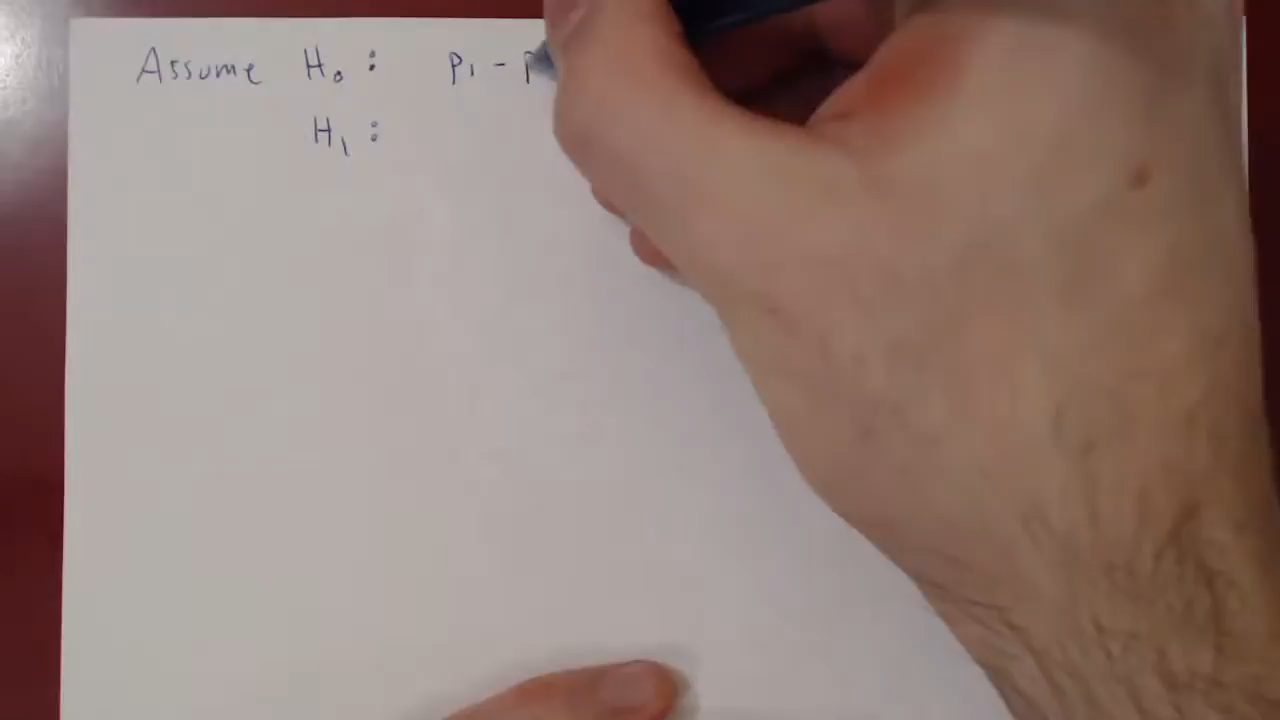 Assume H₀ : p₁ - p
H₁ :